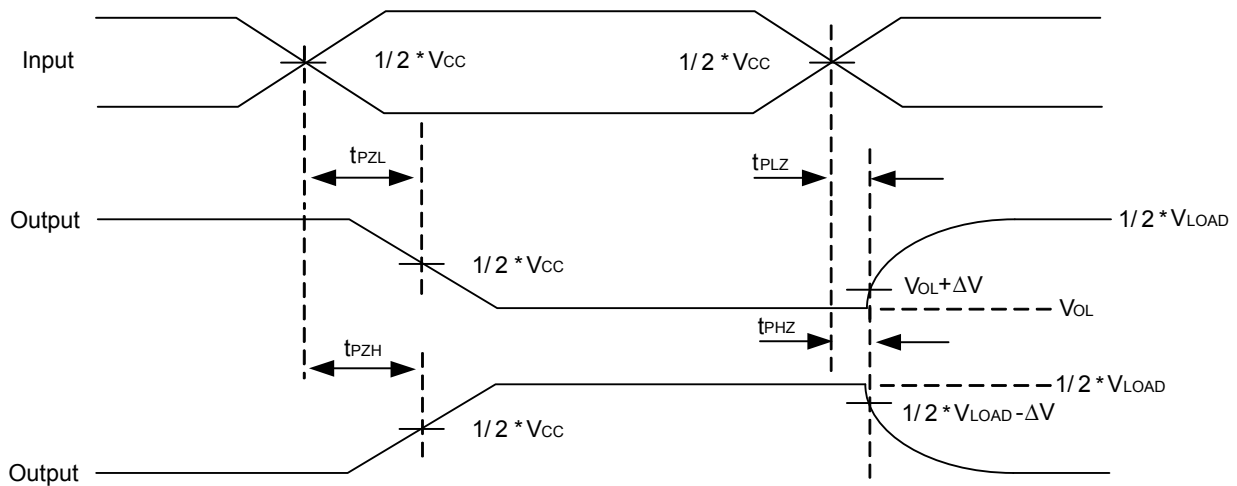 Input
1/2*VCC
1/2*VCC
tPZL
tPLZ
Output
1/2*VLOAD
1/2*VCC
VOL+ΔV
VOL
tPZH
tPHZ
1/2*VLOAD
1/2*VLOAD-ΔV
1/2*VCC
Output